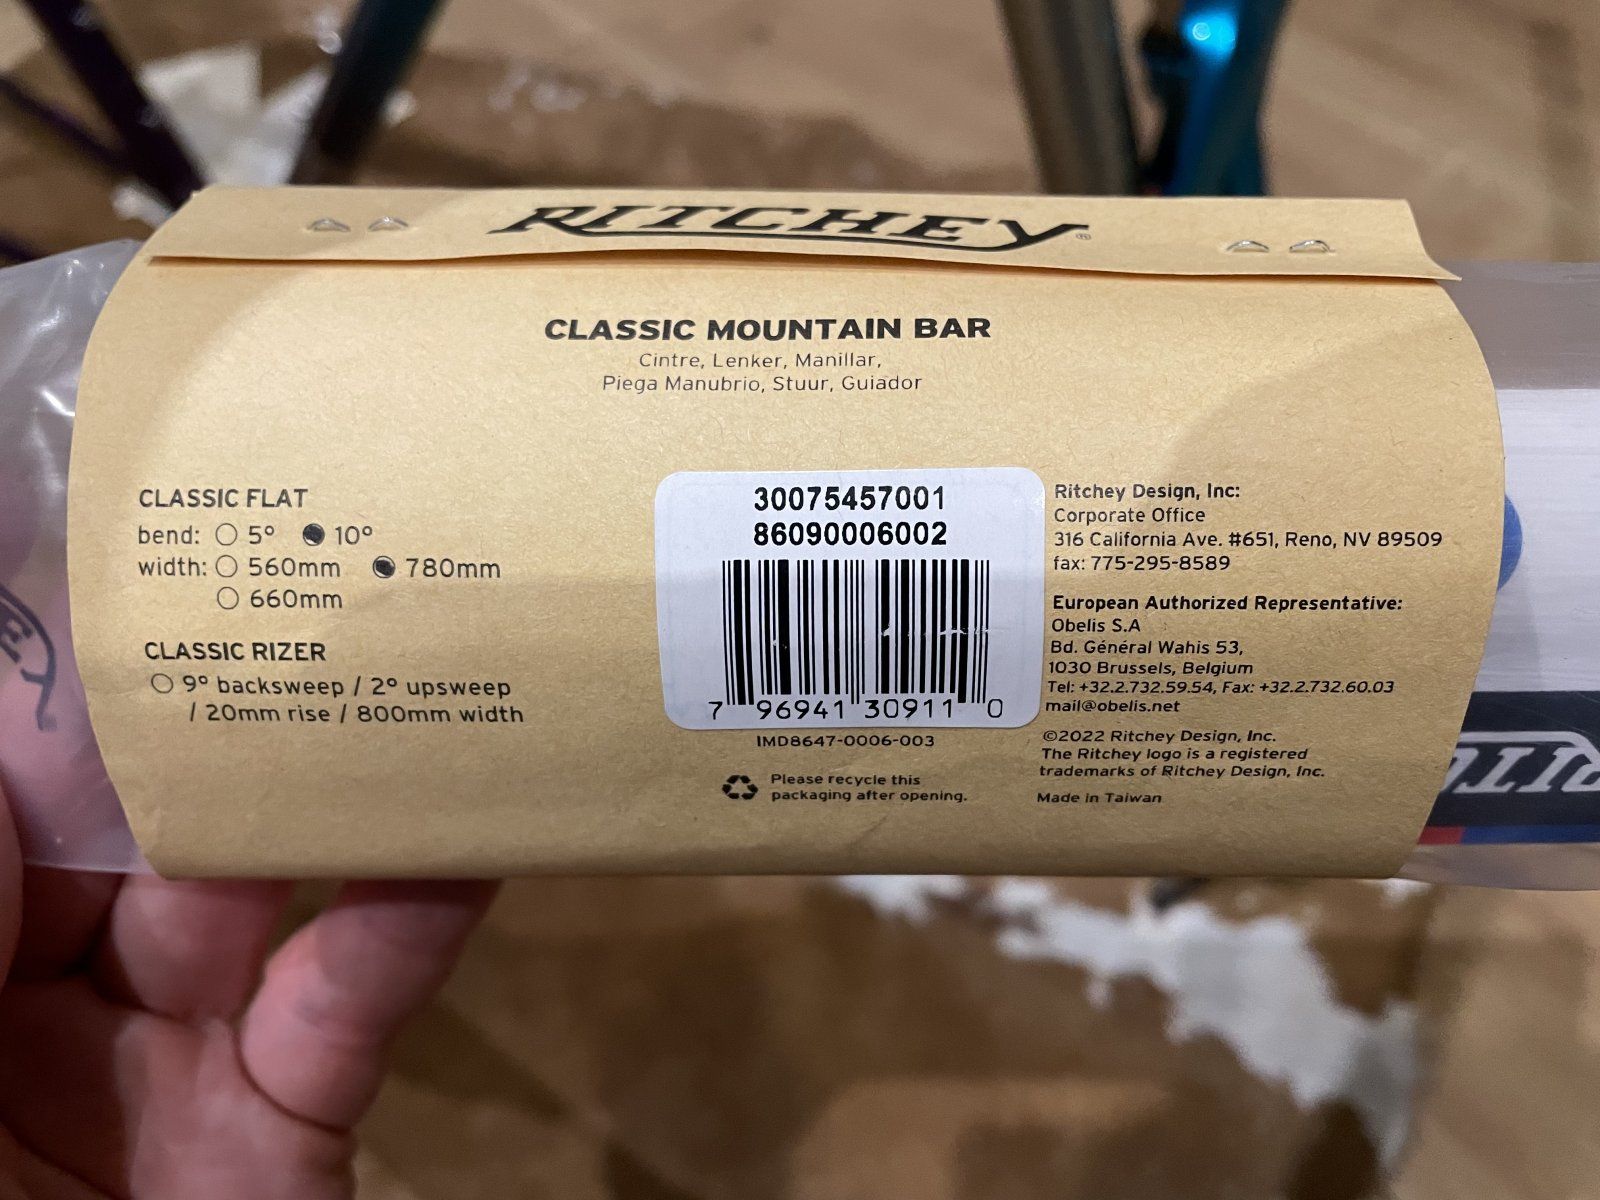 RITCHEY®
CLASSIC MOUNTAIN BAR
Cintre, Lenker, Manillar,
Piega Manubrio, Stuur, Guiador
CLASSIC FLAT
bend: 5° 10°
width: 560mm 780mm
660mm
CLASSIC RIZER
9° backsweep / 2° upsweep
/ 20mm rise / 800mm width
30075457001
86090006002
7 96941 30911 0
IMD8647-0006-003
Please recycle this
packaging after opening.
Ritchey Design, Inc:
Corporate Office
316 California Ave. #651, Reno, NV 89509
fax: 775-295-8589
European Authorized Representative:
Obelis S.A
Bd. Général Wahis 53,
1030 Brussels, Belgium
Tel: +32.2.732.59.54, Fax: +32.2.732.60.03
mail@obelis.net
©2022 Ritchey Design, Inc.
The Ritchey logo is a registered
trademarks of Ritchey Design, Inc.
Made in Taiwan